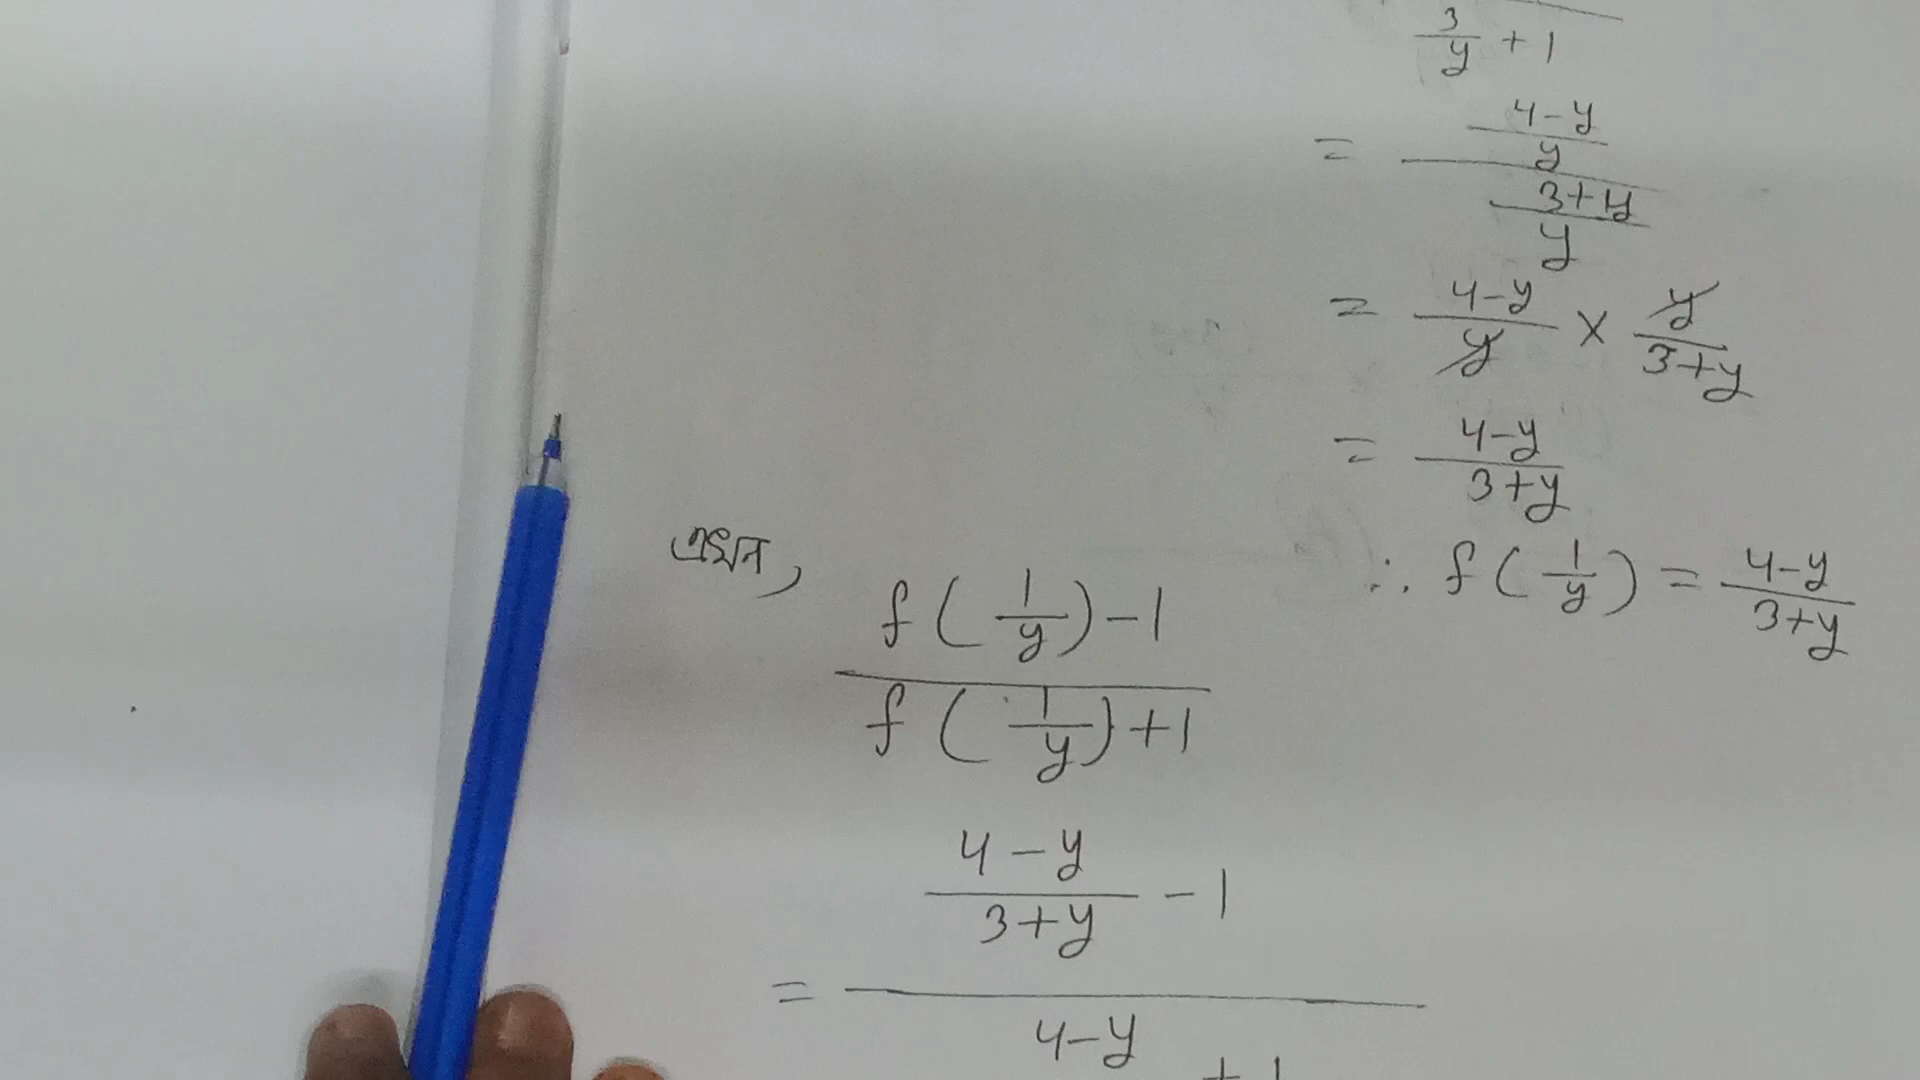 3/y + 1
= ((4-y)/y)/((3+y)/y)
= (4-y)/y × y/(3+y)
= (4-y)/(3+y)
∴ f(1/y) = (4-y)/(3+y)
এখন,
(f(1/y)-1)/(f(1/y)+1)
= ((4-y)/(3+y) - 1)/(4-y + 1